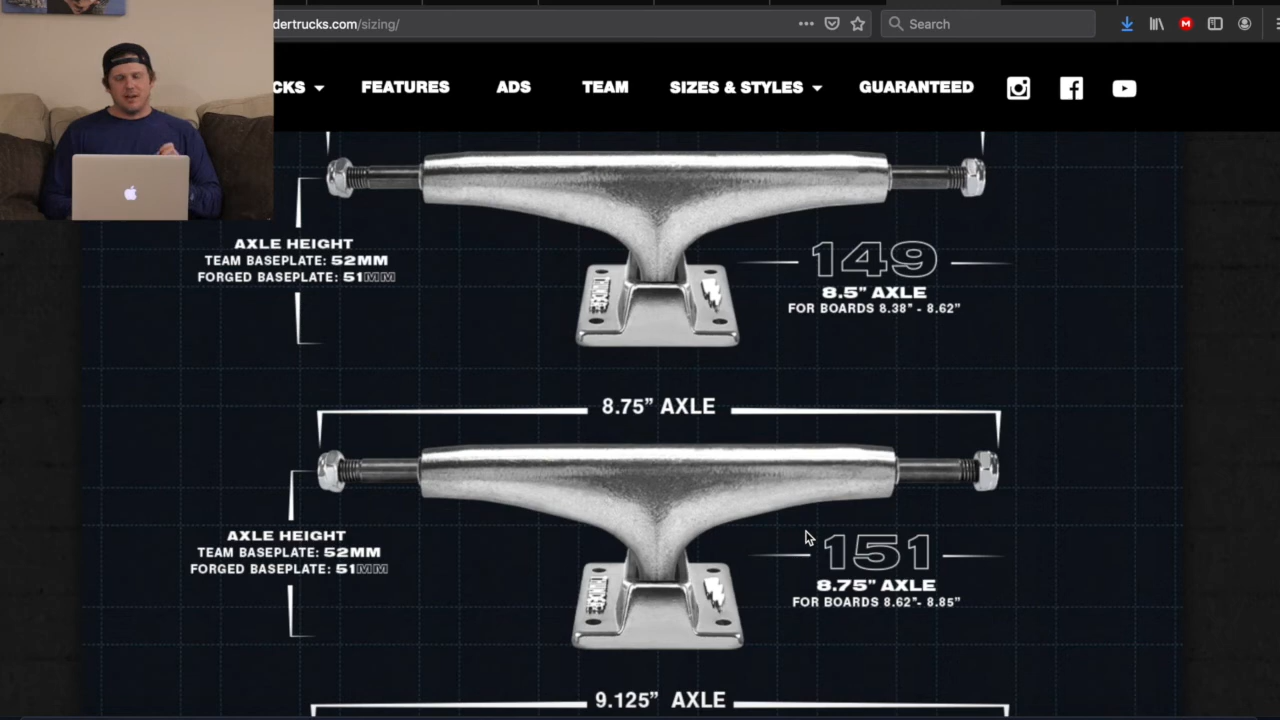 dertrucks.com/sizing/
Search
CKS
FEATURES
ADS
TEAM
SIZES & STYLES
GUARANTEED
AXLE HEIGHT
TEAM BASEPLATE: 52MM
FORGED BASEPLATE: 51MM
149
8.5" AXLE
FOR BOARDS 8.38" - 8.62"
THUNDER
8.75” AXLE
AXLE HEIGHT
TEAM BASEPLATE: 52MM
FORGED BASEPLATE: 51MM
151
8.75" AXLE
FOR BOARDS 8.62"- 8.85"
THUNDER
9.125” AXLE